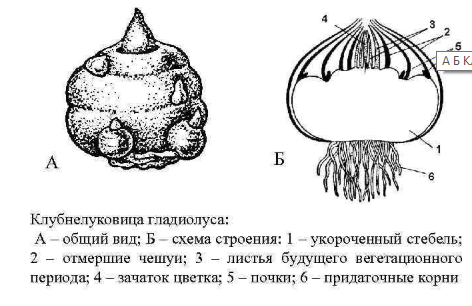 4
3
2
5
А Б К
А
Б
1
6
Клубнелуковица гладиолуса:
А – общий вид; Б – схема строения: 1 – укороченный стебель;
2 – отмершие чешуи; 3 – листья будущего вегетационного
периода; 4 – зачаток цветка; 5 – почки; 6 – придаточные корни